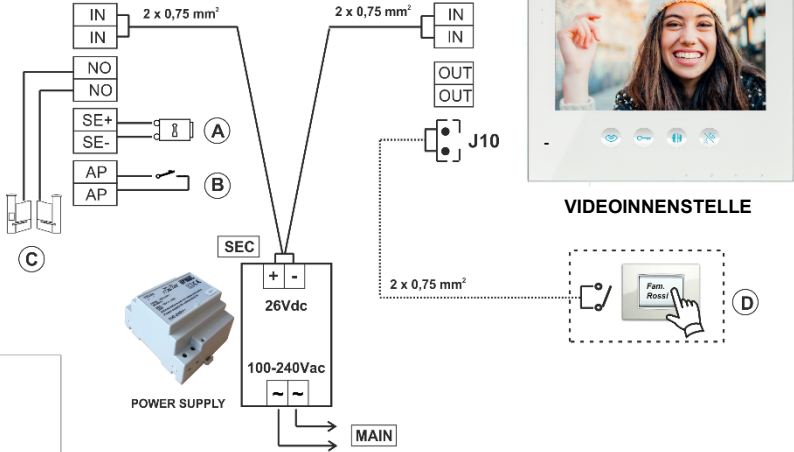 IN
IN
2 x 0,75 mm²
2 x 0,75 mm²
IN
IN
NO
NO
OUT
OUT
SE+
SE-
A
J10
-
AP
AP
B
VIDEOINNENSTELLE
C
SEC
+ -
26Vdc
2 x 0,75 mm²
Fam.
Rossi
D
100-240Vac
~ ~
POWER SUPPLY
MAIN